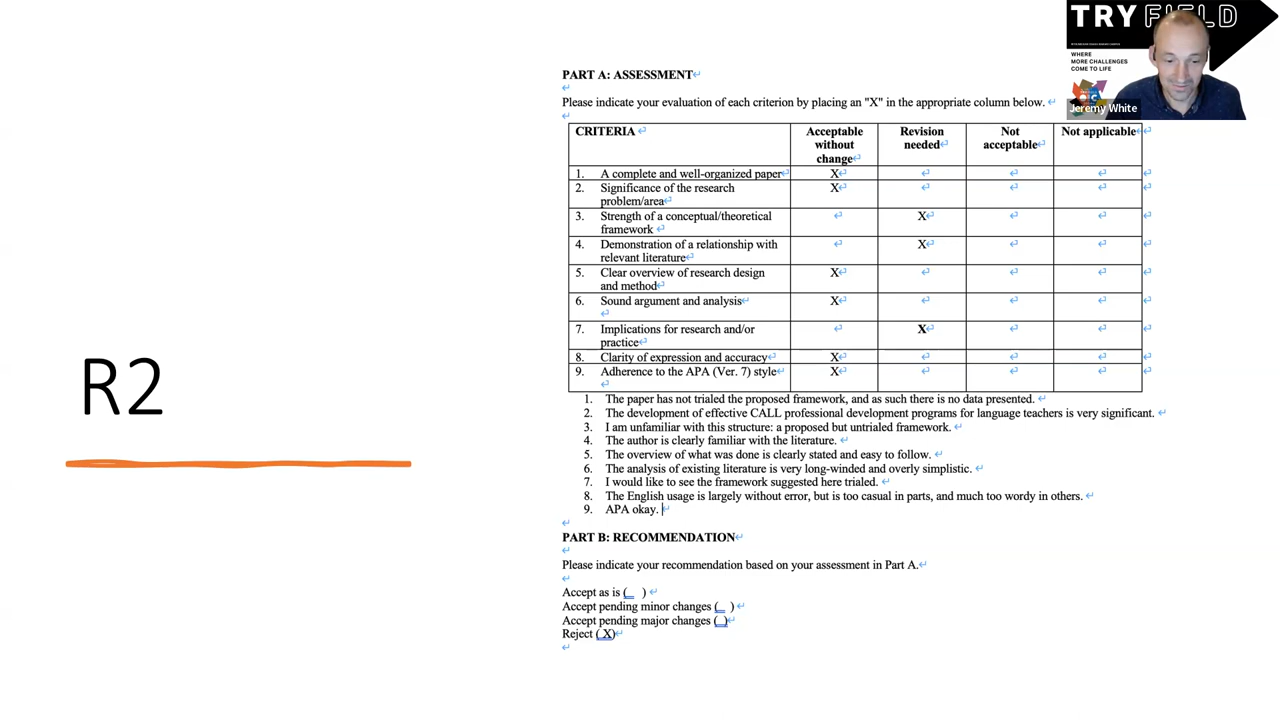 TRY FIELD
WHERE
MORE CHALLENGES
COME TO LIFE
Jeremy White
R2
PART A: ASSESSMENT
Please indicate your evaluation of each criterion by placing an "X" in the appropriate column below.
CRITERIA Acceptable without change Revision needed Not acceptable Not applicable
1. A complete and well-organized paper X
2. Significance of the research X
problem/area
3. Strength of a conceptual/theoretical X
framework
4. Demonstration of a relationship with X
relevant literature
5. Clear overview of research design X
and method
6. Sound argument and analysis X
7. Implications for research and/or X
practice
8. Clarity of expression and accuracy X
9. Adherence to the APA (Ver. 7) style X
1. The paper has not trialed the proposed framework, and as such there is no data presented.
2. The development of effective CALL professional development programs for language teachers is very significant.
3. I am unfamiliar with this structure: a proposed but untrialed framework.
4. The author is clearly familiar with the literature.
5. The overview of what was done is clearly stated and easy to follow.
6. The analysis of existing literature is very long-winded and overly simplistic.
7. I would like to see the framework suggested here trialed.
8. The English usage is largely without error, but is too casual in parts, and much too wordy in others.
9. APA okay.
PART B: RECOMMENDATION
Please indicate your recommendation based on your assessment in Part A.
Accept as is (_ )
Accept pending minor changes (_ )
Accept pending major changes (_)
Reject ( X)